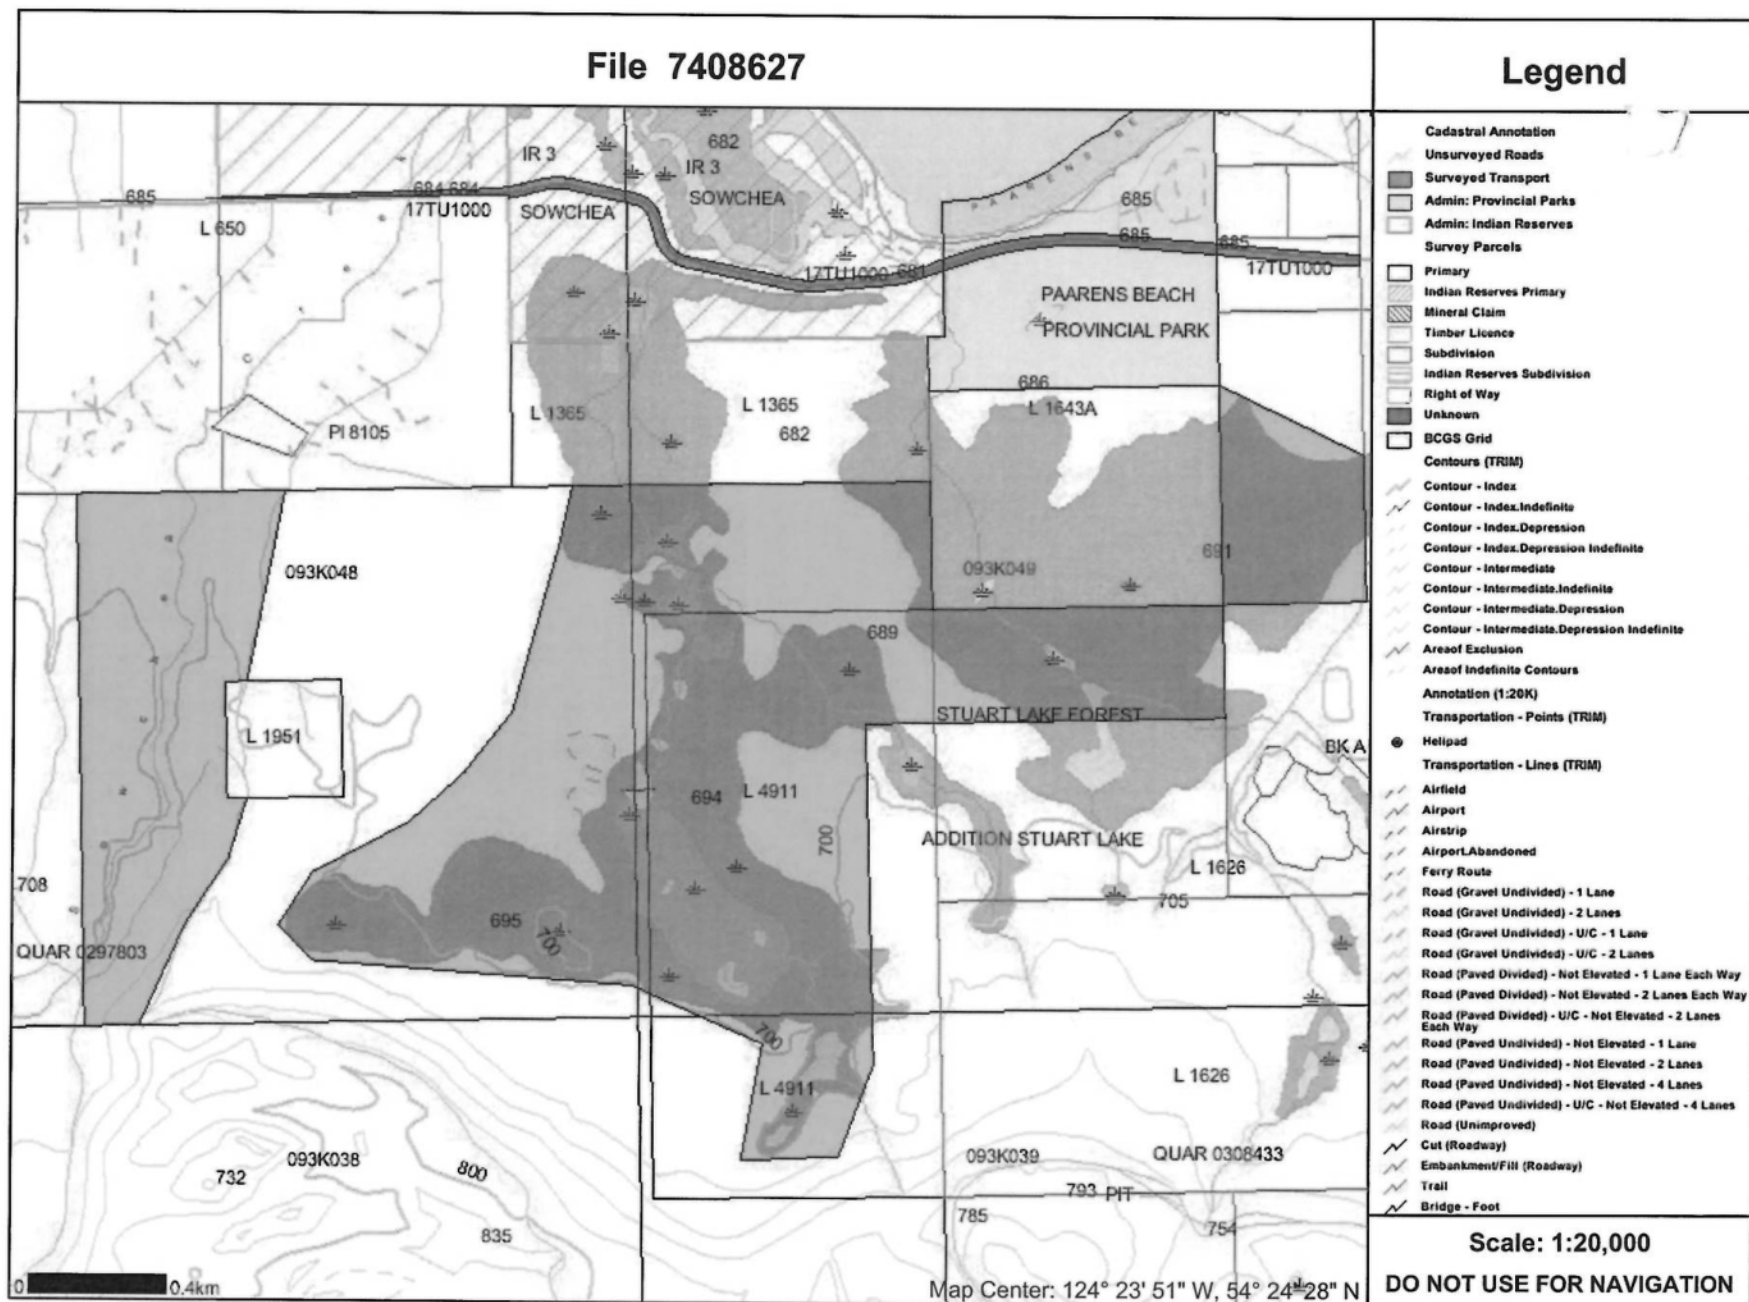 File 7408627
Legend
Cadastral Annotation
Unsurveyed Roads
Surveyed Transport
Admin: Provincial Parks
Admin: Indian Reserves
Survey Parcels
Primary
Indian Reserves Primary
Mineral Claim
Timber Licence
Subdivision
Indian Reserves Subdivision
Right of Way
Unknown
BCGS Grid
Contours (TRIM)
Contour - Index
Contour - Index.Indefinite
Contour - Index.Depression
Contour - Index.Depression Indefinite
Contour - Intermediate
Contour - Intermediate.Indefinite
Contour - Intermediate.Depression
Contour - Intermediate.Depression Indefinite
Areaof Exclusion
Areaof Indefinite Contours
Annotation (1:20K)
Transportation - Points (TRIM)
Helipad
Transportation - Lines (TRIM)
Airfield
Airport
Airstrip
Airport.Abandoned
Ferry Route
Road (Gravel Undivided) - 1 Lane
Road (Gravel Undivided) - 2 Lanes
Road (Gravel Undivided) - U/C - 1 Lane
Road (Gravel Undivided) - U/C - 2 Lanes
Road (Paved Divided) - Not Elevated - 1 Lane Each Way
Road (Paved Divided) - Not Elevated - 2 Lanes Each Way
Road (Paved Divided) - U/C - Not Elevated - 2 Lanes
Each Way
Road (Paved Undivided) - Not Elevated - 1 Lane
Road (Paved Undivided) - Not Elevated - 2 Lanes
Road (Paved Undivided) - Not Elevated - 4 Lanes
Road (Paved Undivided) - U/C - Not Elevated - 4 Lanes
Road (Unimproved)
Cut (Roadway)
Embankment/Fill (Roadway)
Trail
Bridge - Foot
Scale: 1:20,000
DO NOT USE FOR NAVIGATION
682
IR 3
IR 3
SOWCHEA
SOWCHEA
PAARENS BE
685
684 684
17TU1000
L 650
685
685
685
17TU1000
17TU1000 681
PAARENS BEACH
PROVINCIAL PARK
686
L 1643A
L 1365
L 1365
682
Pl 8105
093K048
093K049
691
689
STUART LAKE FOREST
L 1951
694
L 4911
700
BK A
ADDITION STUART LAKE
L 1626
705
708
695
700
QUAR 0297803
700
L 4911
L 1626
093K038
732
800
835
093K039
QUAR 0308433
793 PIT
785
754
0
0.4km
Map Center: 124° 23' 51" W, 54° 24' 28" N